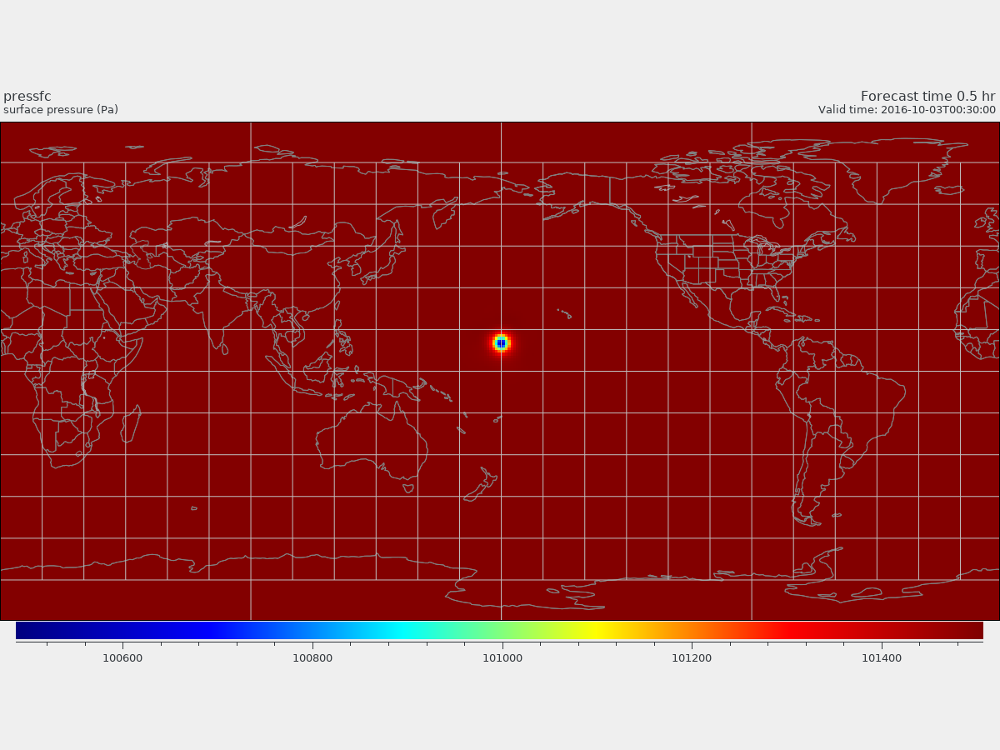 pressfc
surface pressure (Pa)
Forecast time 0.5 hr
Valid time: 2016-10-03T00:30:00
100600 100800 101000 101200 101400